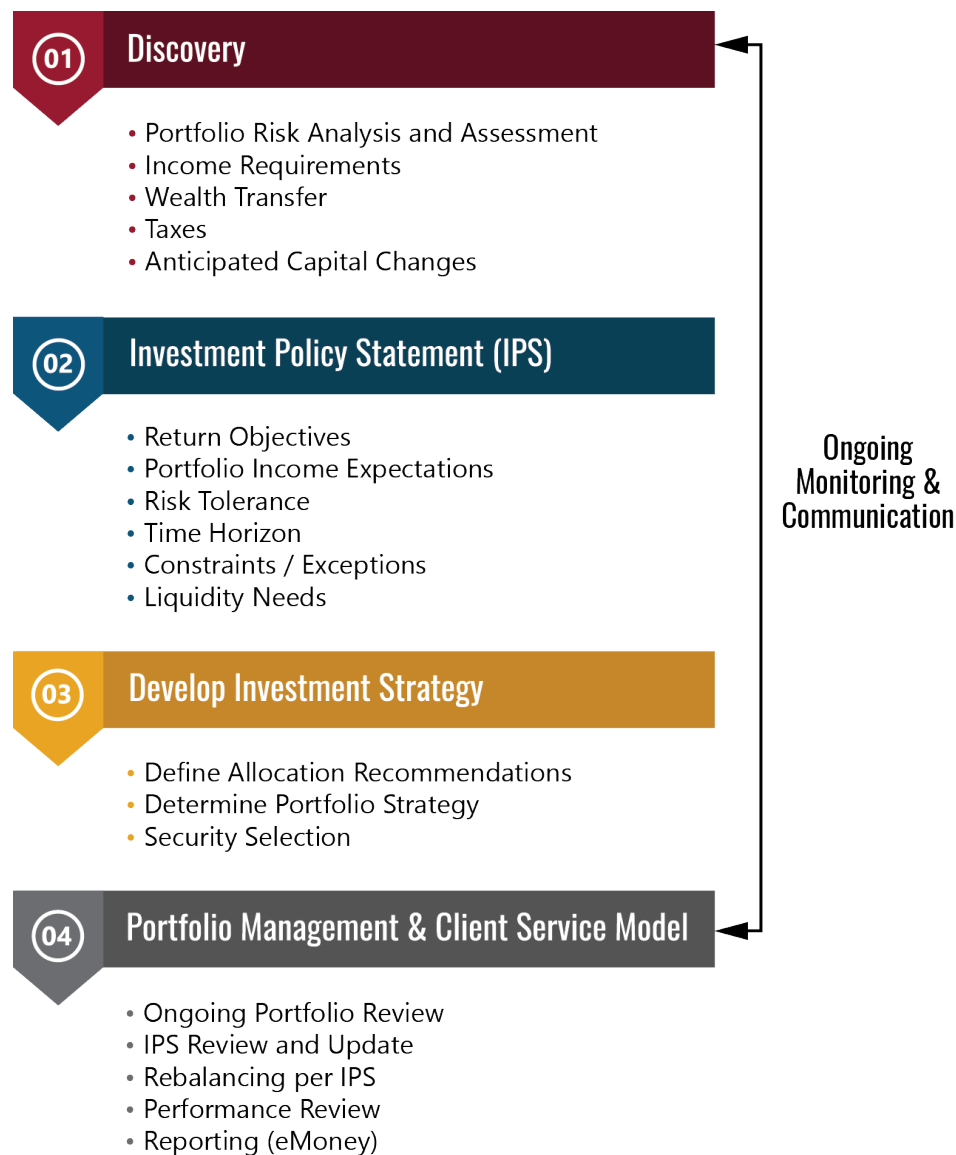 01
Discovery
• Portfolio Risk Analysis and Assessment
• Income Requirements
• Wealth Transfer
• Taxes
• Anticipated Capital Changes
02
Investment Policy Statement (IPS)
• Return Objectives
• Portfolio Income Expectations
• Risk Tolerance
• Time Horizon
• Constraints / Exceptions
• Liquidity Needs
Ongoing
Monitoring &
Communication
03
Develop Investment Strategy
• Define Allocation Recommendations
• Determine Portfolio Strategy
• Security Selection
04
Portfolio Management & Client Service Model
• Ongoing Portfolio Review
• IPS Review and Update
• Rebalancing per IPS
• Performance Review
• Reporting (eMoney)